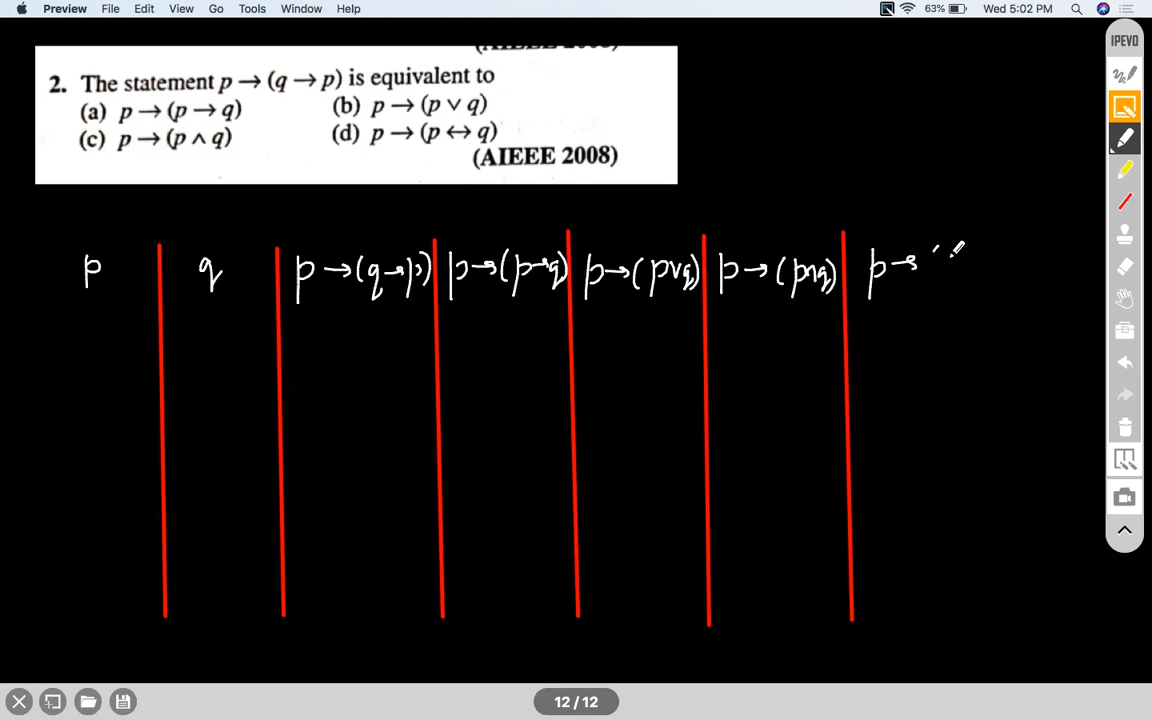 Preview File Edit View Go Tools Window Help 63% Wed 5:02 PM
IPEVO
2. The statement p → (q → p) is equivalent to
(a) p → (p → q) (b) p → (p ∨ q)
(c) p → (p ∧ q) (d) p → (p ↔ q)
(AIEEE 2008)
p q p → (q → p) p → (p → q) p → (p ∨ q) p → (p ∧ q) p →
12 / 12